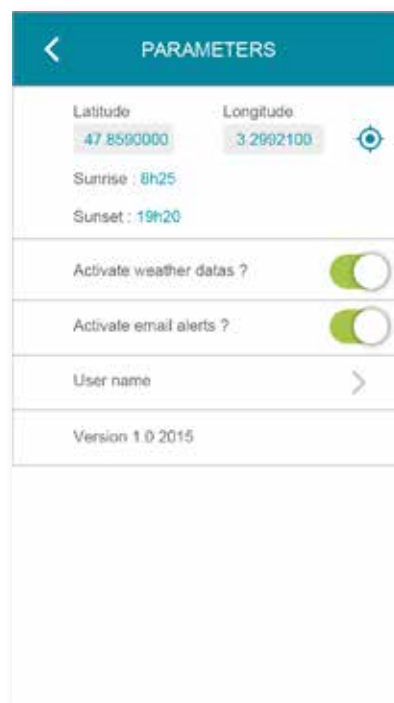 PARAMETERS
Latitude Longitude
47.8590000 3.2992100
Sunrise : 8h25
Sunset : 19h20
Activate weather datas ?
Activate email alerts ?
User name
Version 1.0 2015